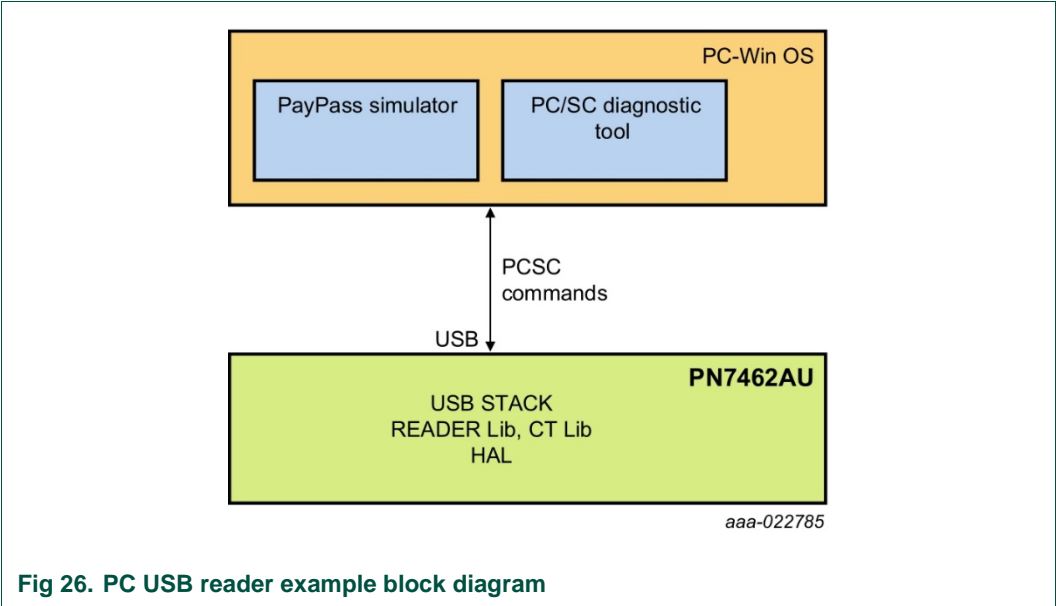 PC-Win OS
PayPass simulator
PC/SC diagnostic
tool
PCSC
commands
USB
PN7462AU
USB STACK
READER Lib, CT Lib
HAL
aaa-022785
Fig 26. PC USB reader example block diagram